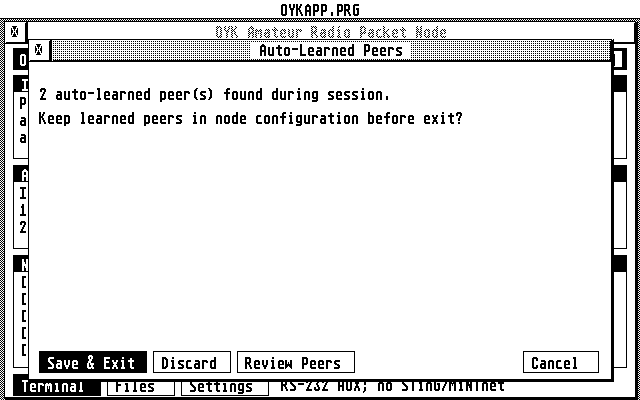 OYKAPP.PRG
OYK Amateur Radio Packet Node
Auto-Learned Peers
2 auto-learned peer(s) found during session.
Keep learned peers in node configuration before exit?
Save & Exit Discard Review Peers Cancel
Terminal Files Settings RS-232 AUX; no STinG/MiNTnet